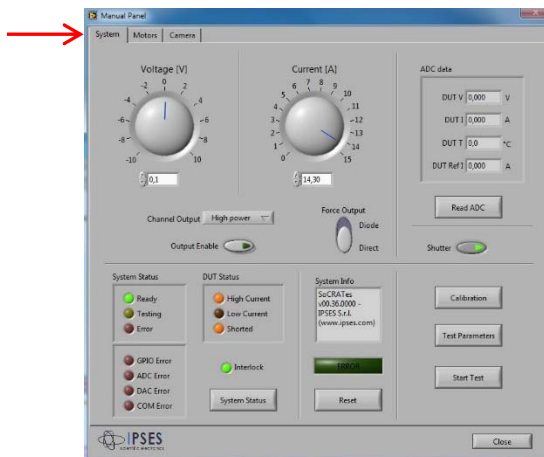 Manual Panel
System Motors Camera
Voltage [V]
-10 -8 -6 -4 -2 0 2 4 6 8 10
0,1
Current [A]
0 1 2 3 4 5 6 7 8 9 10 11 12 13 14 15
14,30
ADC data
DUT V 0,000 V
DUT I 0,000 A
DUT T 0,0 °C
DUT Ref I 0,000 A
Read ADC
Channel Output High power
Output Enable
Force Output
Diode
Direct
Shutter
System Status
Ready
Testing
Error
GPIO Error
ADC Error
DAC Error
COM Error
DUT Status
High Current
Low Current
Shorted
Interlock
System Status
System Info
SoCRATes
v00.36.0000 -
IPSES S.r.l.
(www.ipses.com)
ERROR
Reset
Calibration
Test Parameters
Start Test
IPSES
scientific electronics
Close